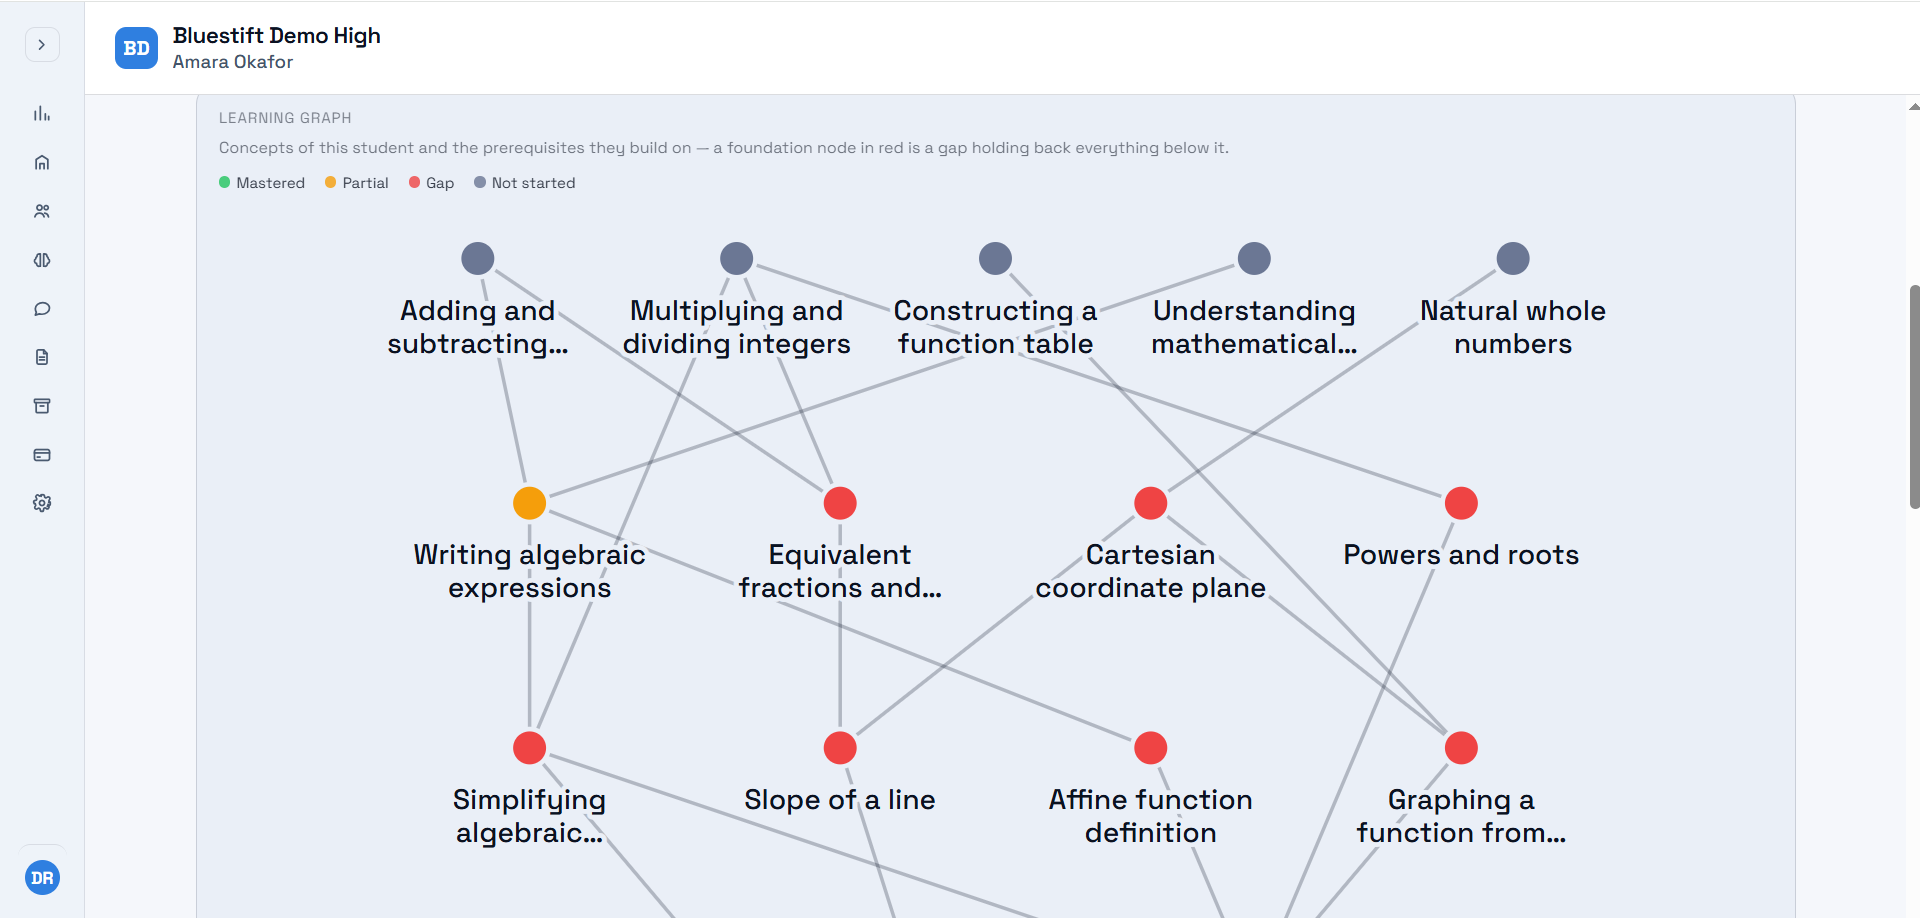 BD
Bluestift Demo High
Amara Okafor
LEARNING GRAPH
Concepts of this student and the prerequisites they build on — a foundation node in red is a gap holding back everything below it.
Mastered Partial Gap Not started
Adding and
subtracting...
Multiplying and
dividing integers
Constructing a
function table
Understanding
mathematical...
Natural whole
numbers
Writing algebraic
expressions
Equivalent
fractions and...
Cartesian
coordinate plane
Powers and roots
Simplifying
algebraic...
Slope of a line
Affine function
definition
Graphing a
function from...
DR